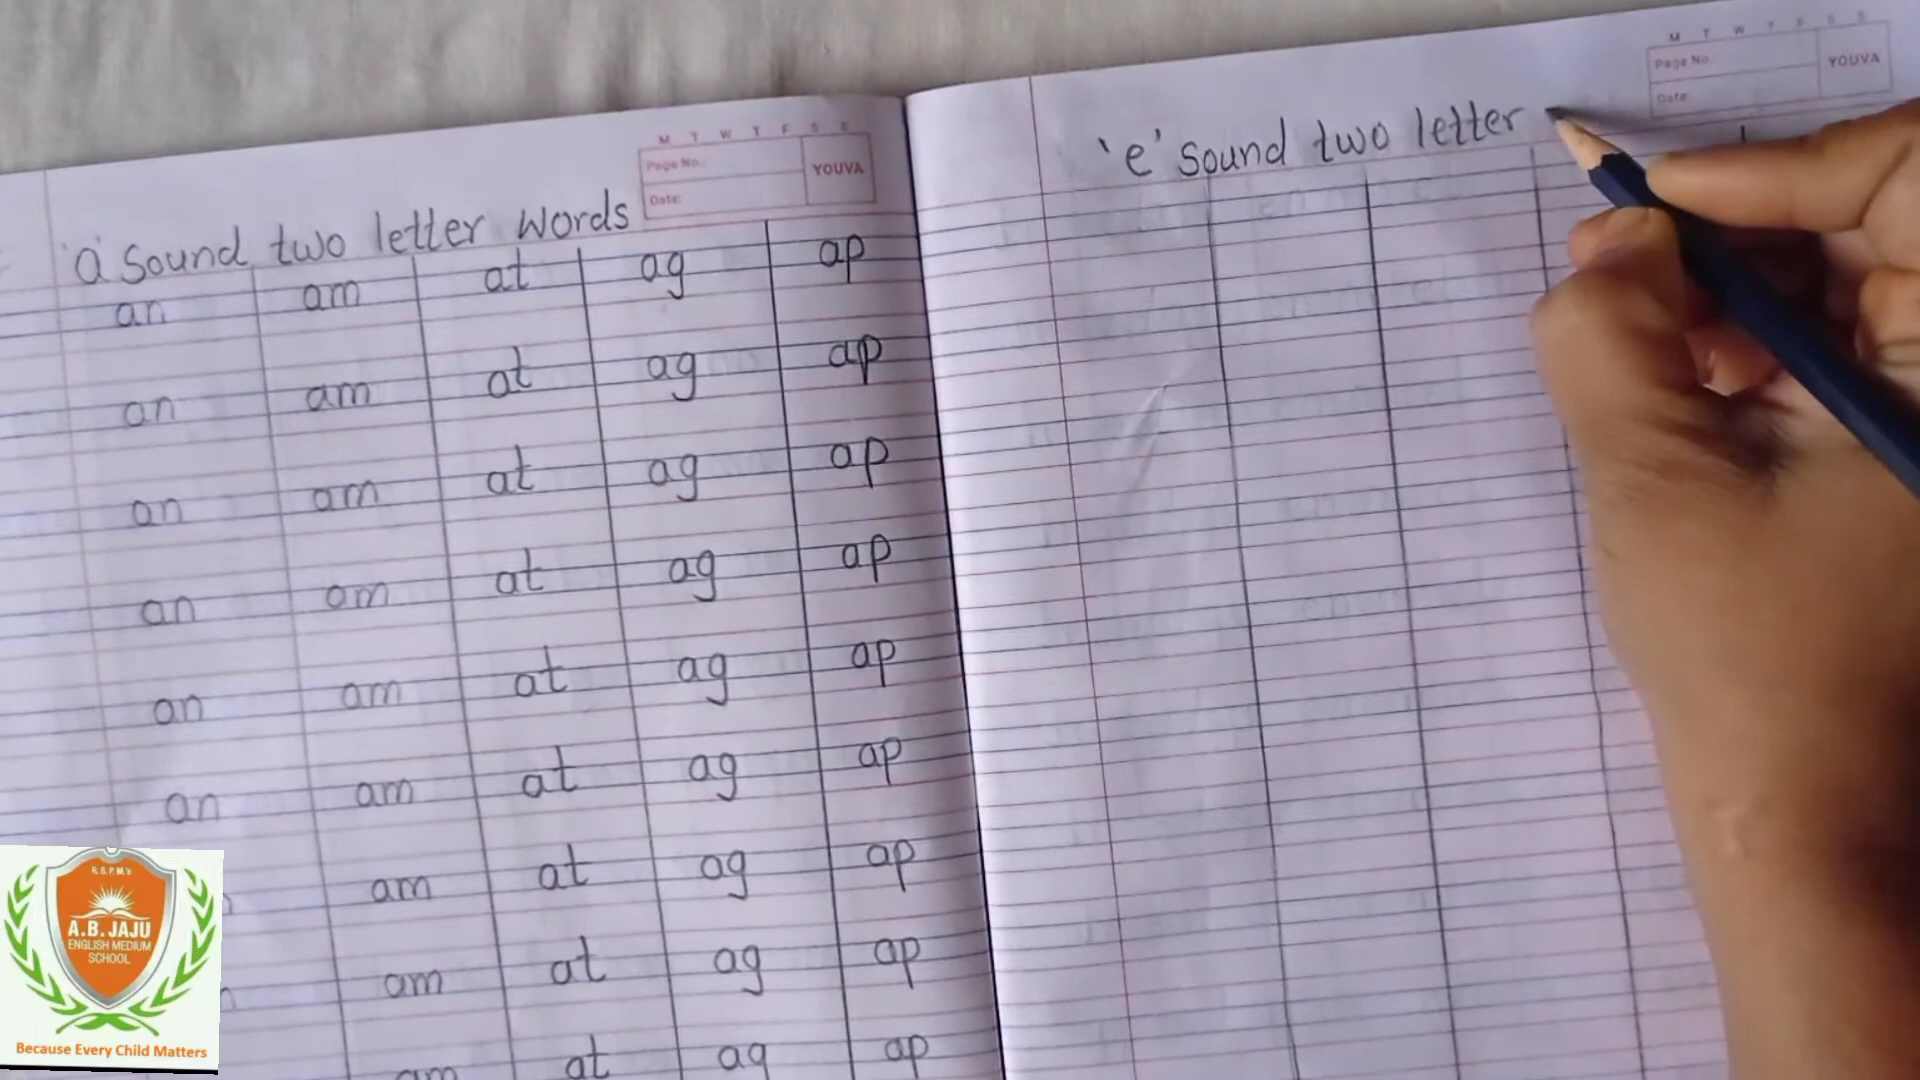 M T W T F S S
Page No.:
Date:
YOUVA
'a' sound two letter words
an am at ag ap
an am at ag ap
an am at ag ap
an am at ag ap
an am at ag ap
an am at ag ap
am at ag ap
am at ag ap
am at ag ap
M T W T F S S
Page No.:
Date:
YOUVA
'e' sound two letter
R.S.P.M.'s
A.B. JAJU
ENGLISH MEDIUM
SCHOOL
Because Every Child Matters